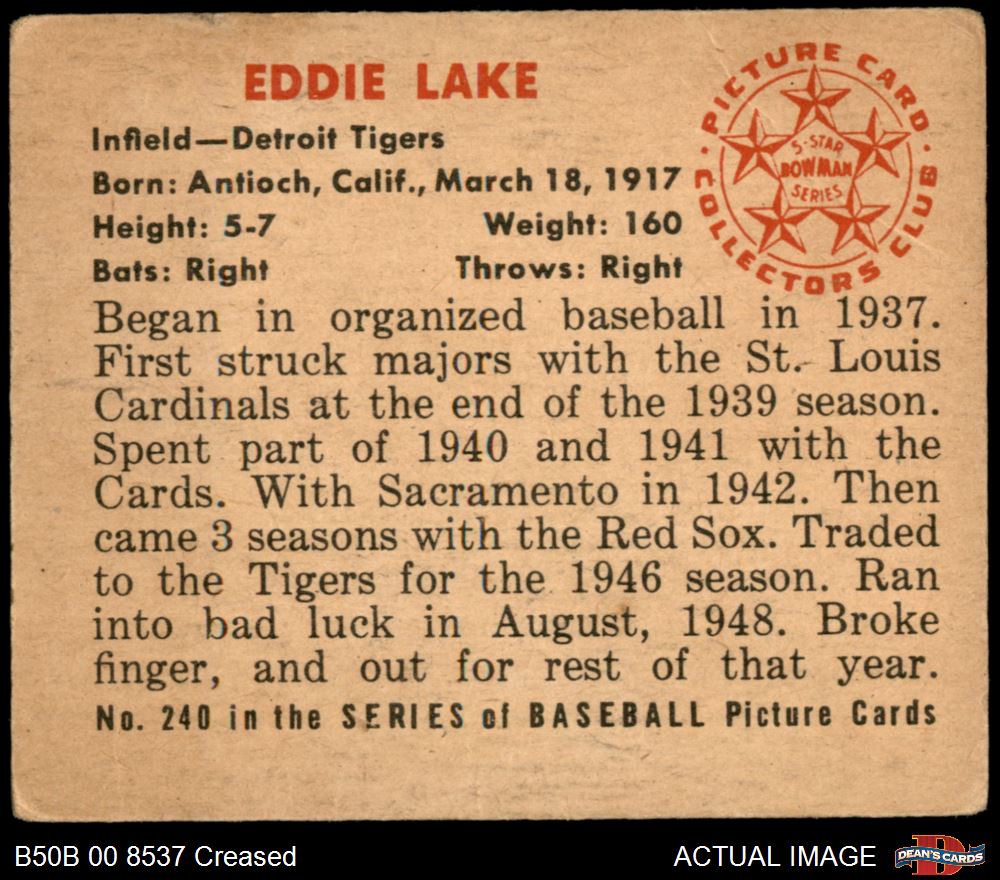 EDDIE LAKE
Infield—Detroit Tigers
Born: Antioch, Calif., March 18, 1917
Height: 5-7 Weight: 160
Bats: Right Throws: Right
PICTURE CARD COLLECTORS CLUB
5-STAR
BOWMAN
SERIES
Began in organized baseball in 1937.
First struck majors with the St. Louis
Cardinals at the end of the 1939 season.
Spent part of 1940 and 1941 with the
Cards. With Sacramento in 1942. Then
came 3 seasons with the Red Sox. Traded
to the Tigers for the 1946 season. Ran
into bad luck in August, 1948. Broke
finger, and out for rest of that year.
No. 240 in the SERIES of BASEBALL Picture Cards
B50B 00 8537 Creased
ACTUAL IMAGE
D
DEAN'S CARDS